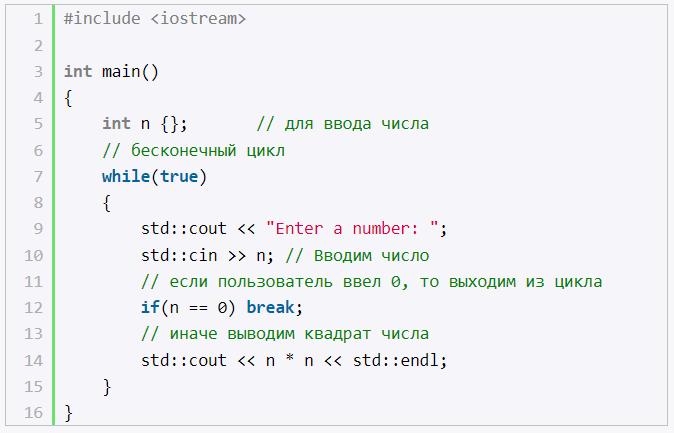 1 #include <iostream>
2
3 int main()
4 {
5     int n {};       // для ввода числа
6     // бесконечный цикл
7     while(true)
8     {
9         std::cout << "Enter a number: ";
10         std::cin >> n; // Вводим число
11         // если пользователь ввел 0, то выходим из цикла
12         if(n == 0) break;
13         // иначе выводим квадрат числа
14         std::cout << n * n << std::endl;
15     }
16 }